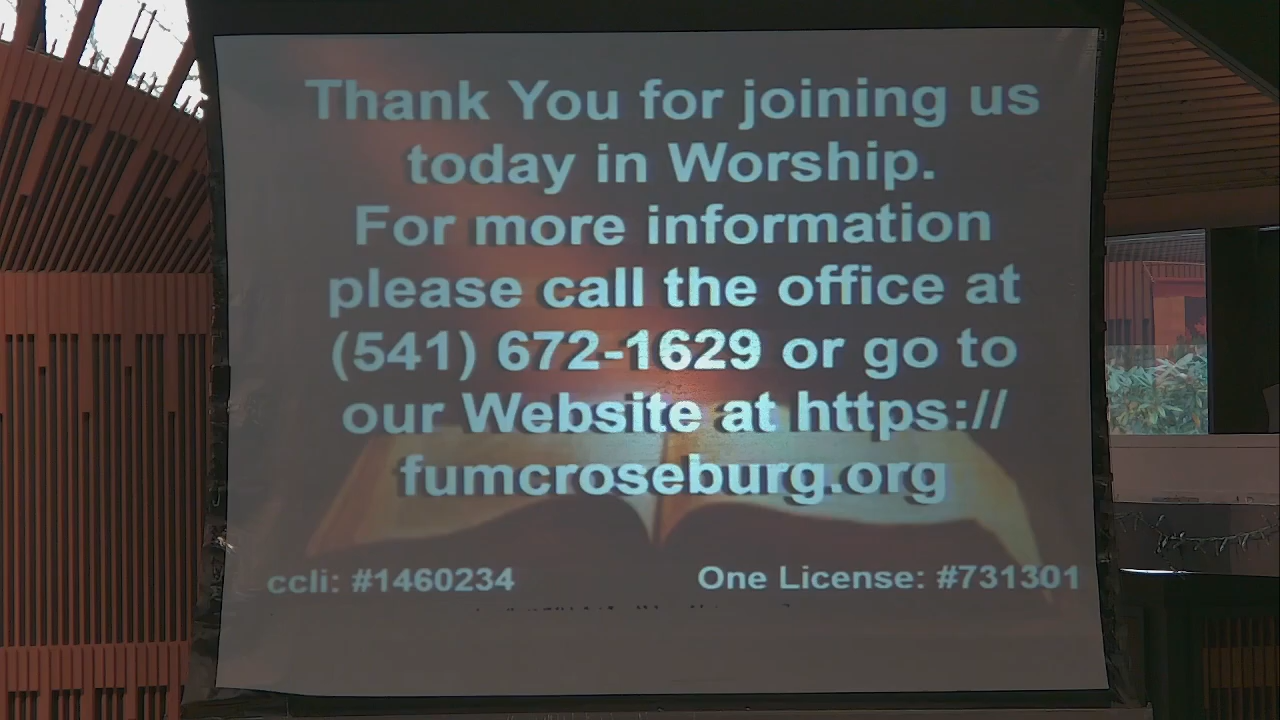 Thank You for joining us
today in Worship.
For more information
please call the office at
(541) 672-1629 or go to
our Website at https://
fumcroseburg.org
ccli: #1460234
One License: #731301